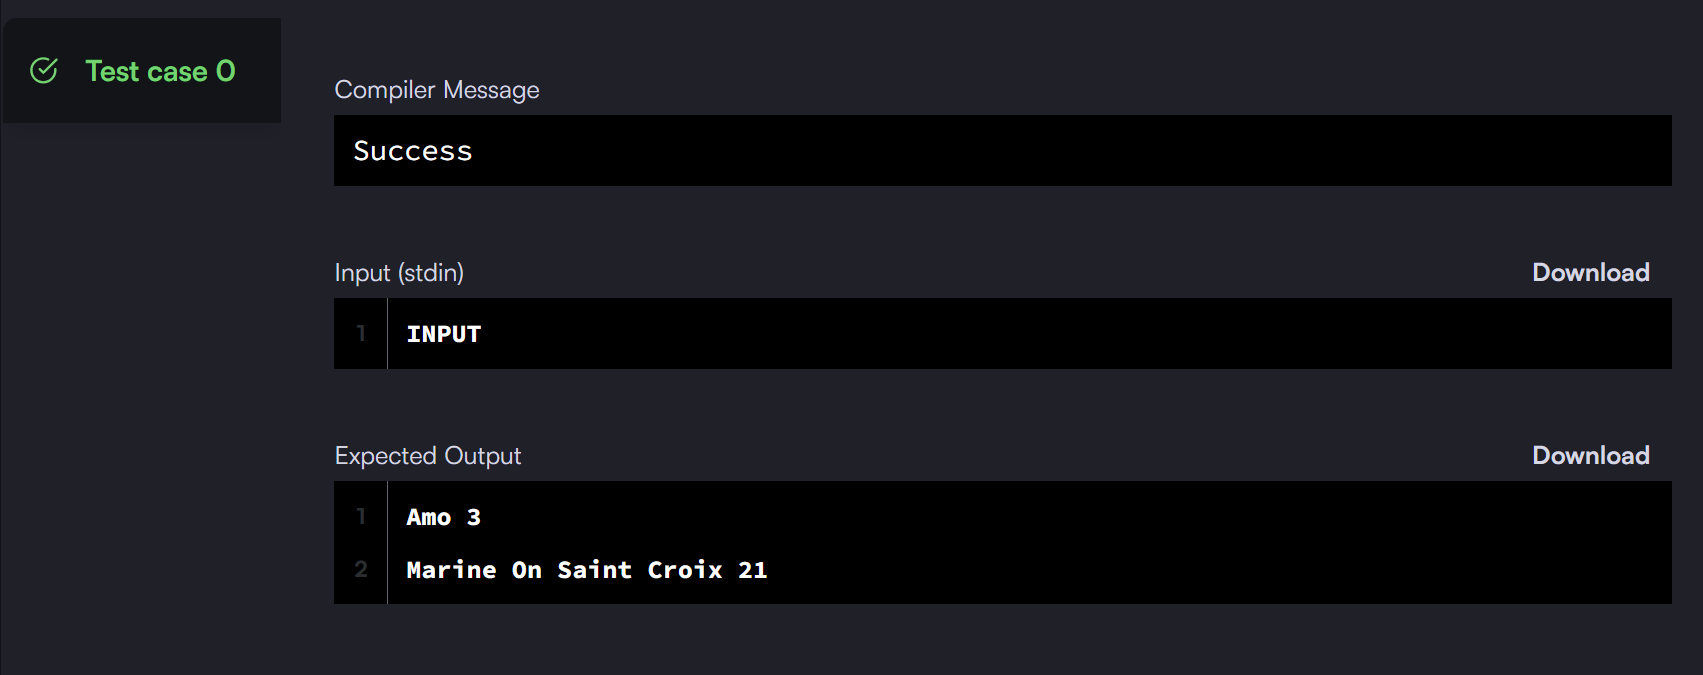 Test case 0
Compiler Message
Success
Input (stdin)
Download
1 INPUT
Expected Output
Download
1 Amo 3
2 Marine On Saint Croix 21